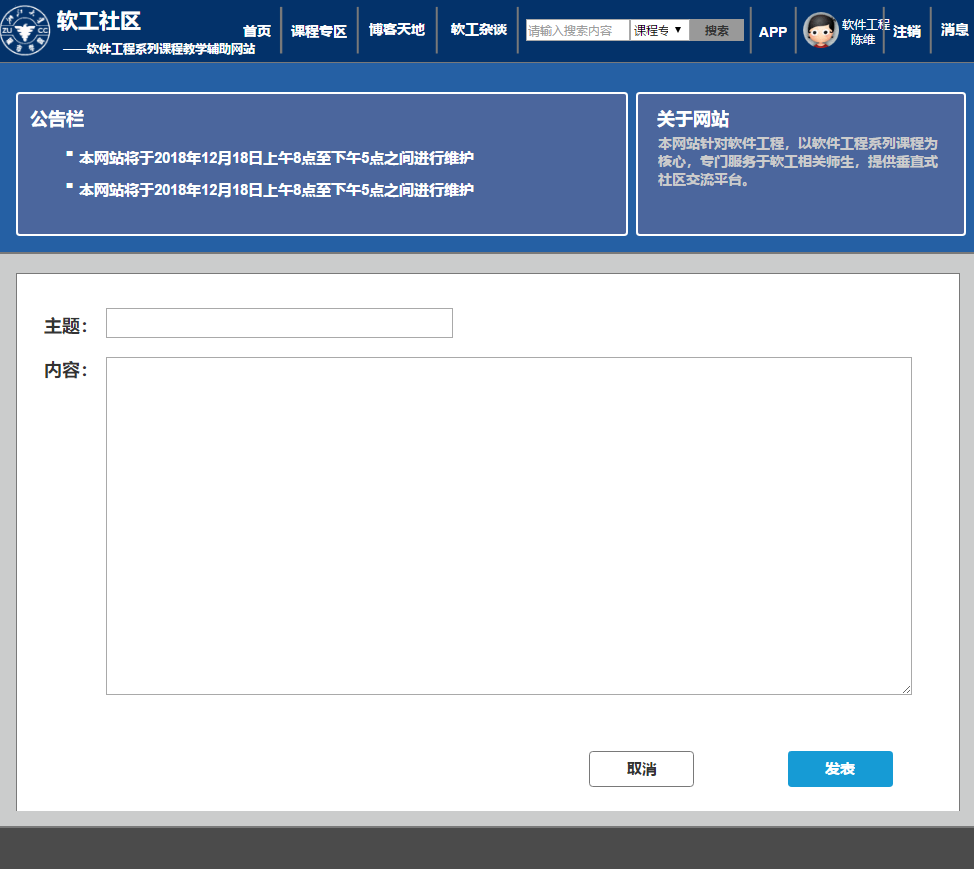 软工社区
——软件工程系列课程教学辅助网站
首页
课程专区
博客天地
软工杂谈
请输入搜索内容
课程专
搜索
APP
软件工程
陈维
注销
消息
公告栏
本网站将于2018年12月18日上午8点至下午5点之间进行维护
本网站将于2018年12月18日上午8点至下午5点之间进行维护
关于网站
本网站针对软件工程，以软件工程系列课程为
核心，专门服务于软工相关师生，提供垂直式
社区交流平台。
主题：
内容：
取消
发表